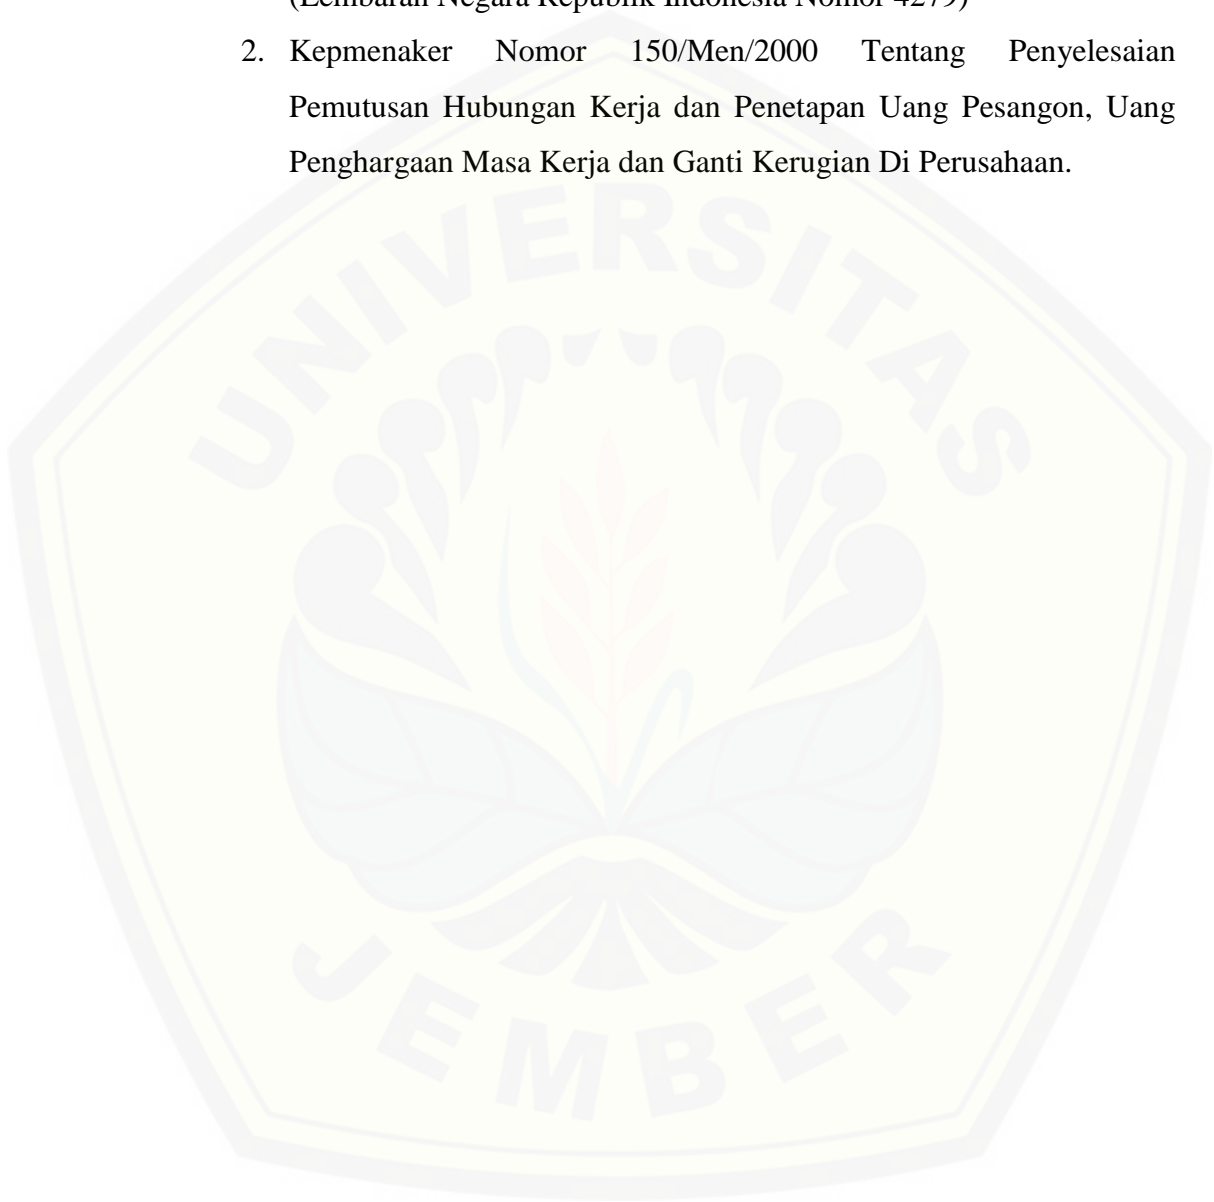 (Lembaran Negara Republik Indonesia Nomor 4279)
2. Kepmenaker Nomor 150/Men/2000 Tentang Penyelesaian
Pemutusan Hubungan Kerja dan Penetapan Uang Pesangon, Uang
Penghargaan Masa Kerja dan Ganti Kerugian Di Perusahaan.
UNIVERSITAS
JEMBER